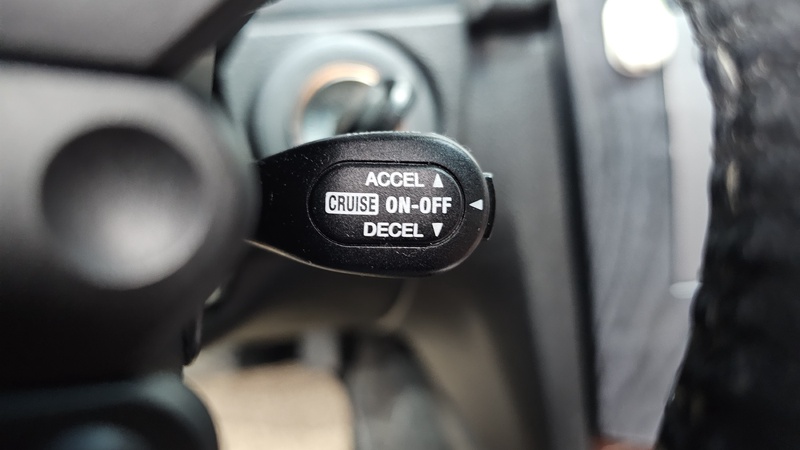 ACCEL ▲
CRUISE ON-OFF ◀
DECEL ▼